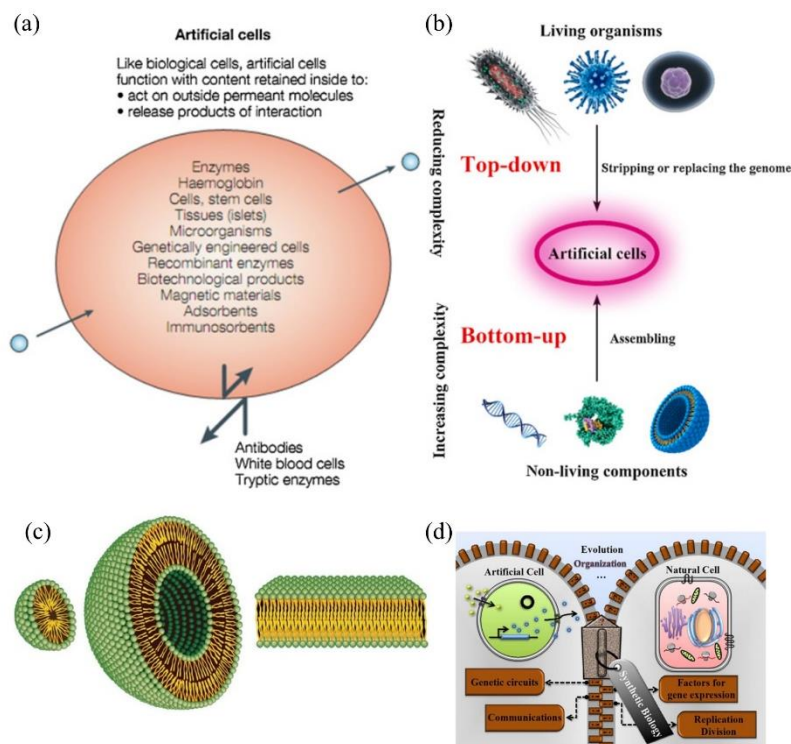 (a)
Artificial cells
Like biological cells, artificial cells
function with content retained inside to:
• act on outside permeant molecules
• release products of interaction
Enzymes
Haemoglobin
Cells, stem cells
Tissues (islets)
Microorganisms
Genetically engineered cells
Recombinant enzymes
Biotechnological products
Magnetic materials
Adsorbents
Immunosorbents
Antibodies
White blood cells
Tryptic enzymes
(b)
Living organisms
Reducing complexity
Top-down
Stripping or replacing the genome
Artificial cells
Increasing complexity
Bottom-up
Assembling
Non-living components
(c)
(d)
Evolution
Organization
...
Artificial Cell
Natural Cell
Genetic circuits
Communications
Synthetic Biology
Factors for
gene expression
Replication
Division